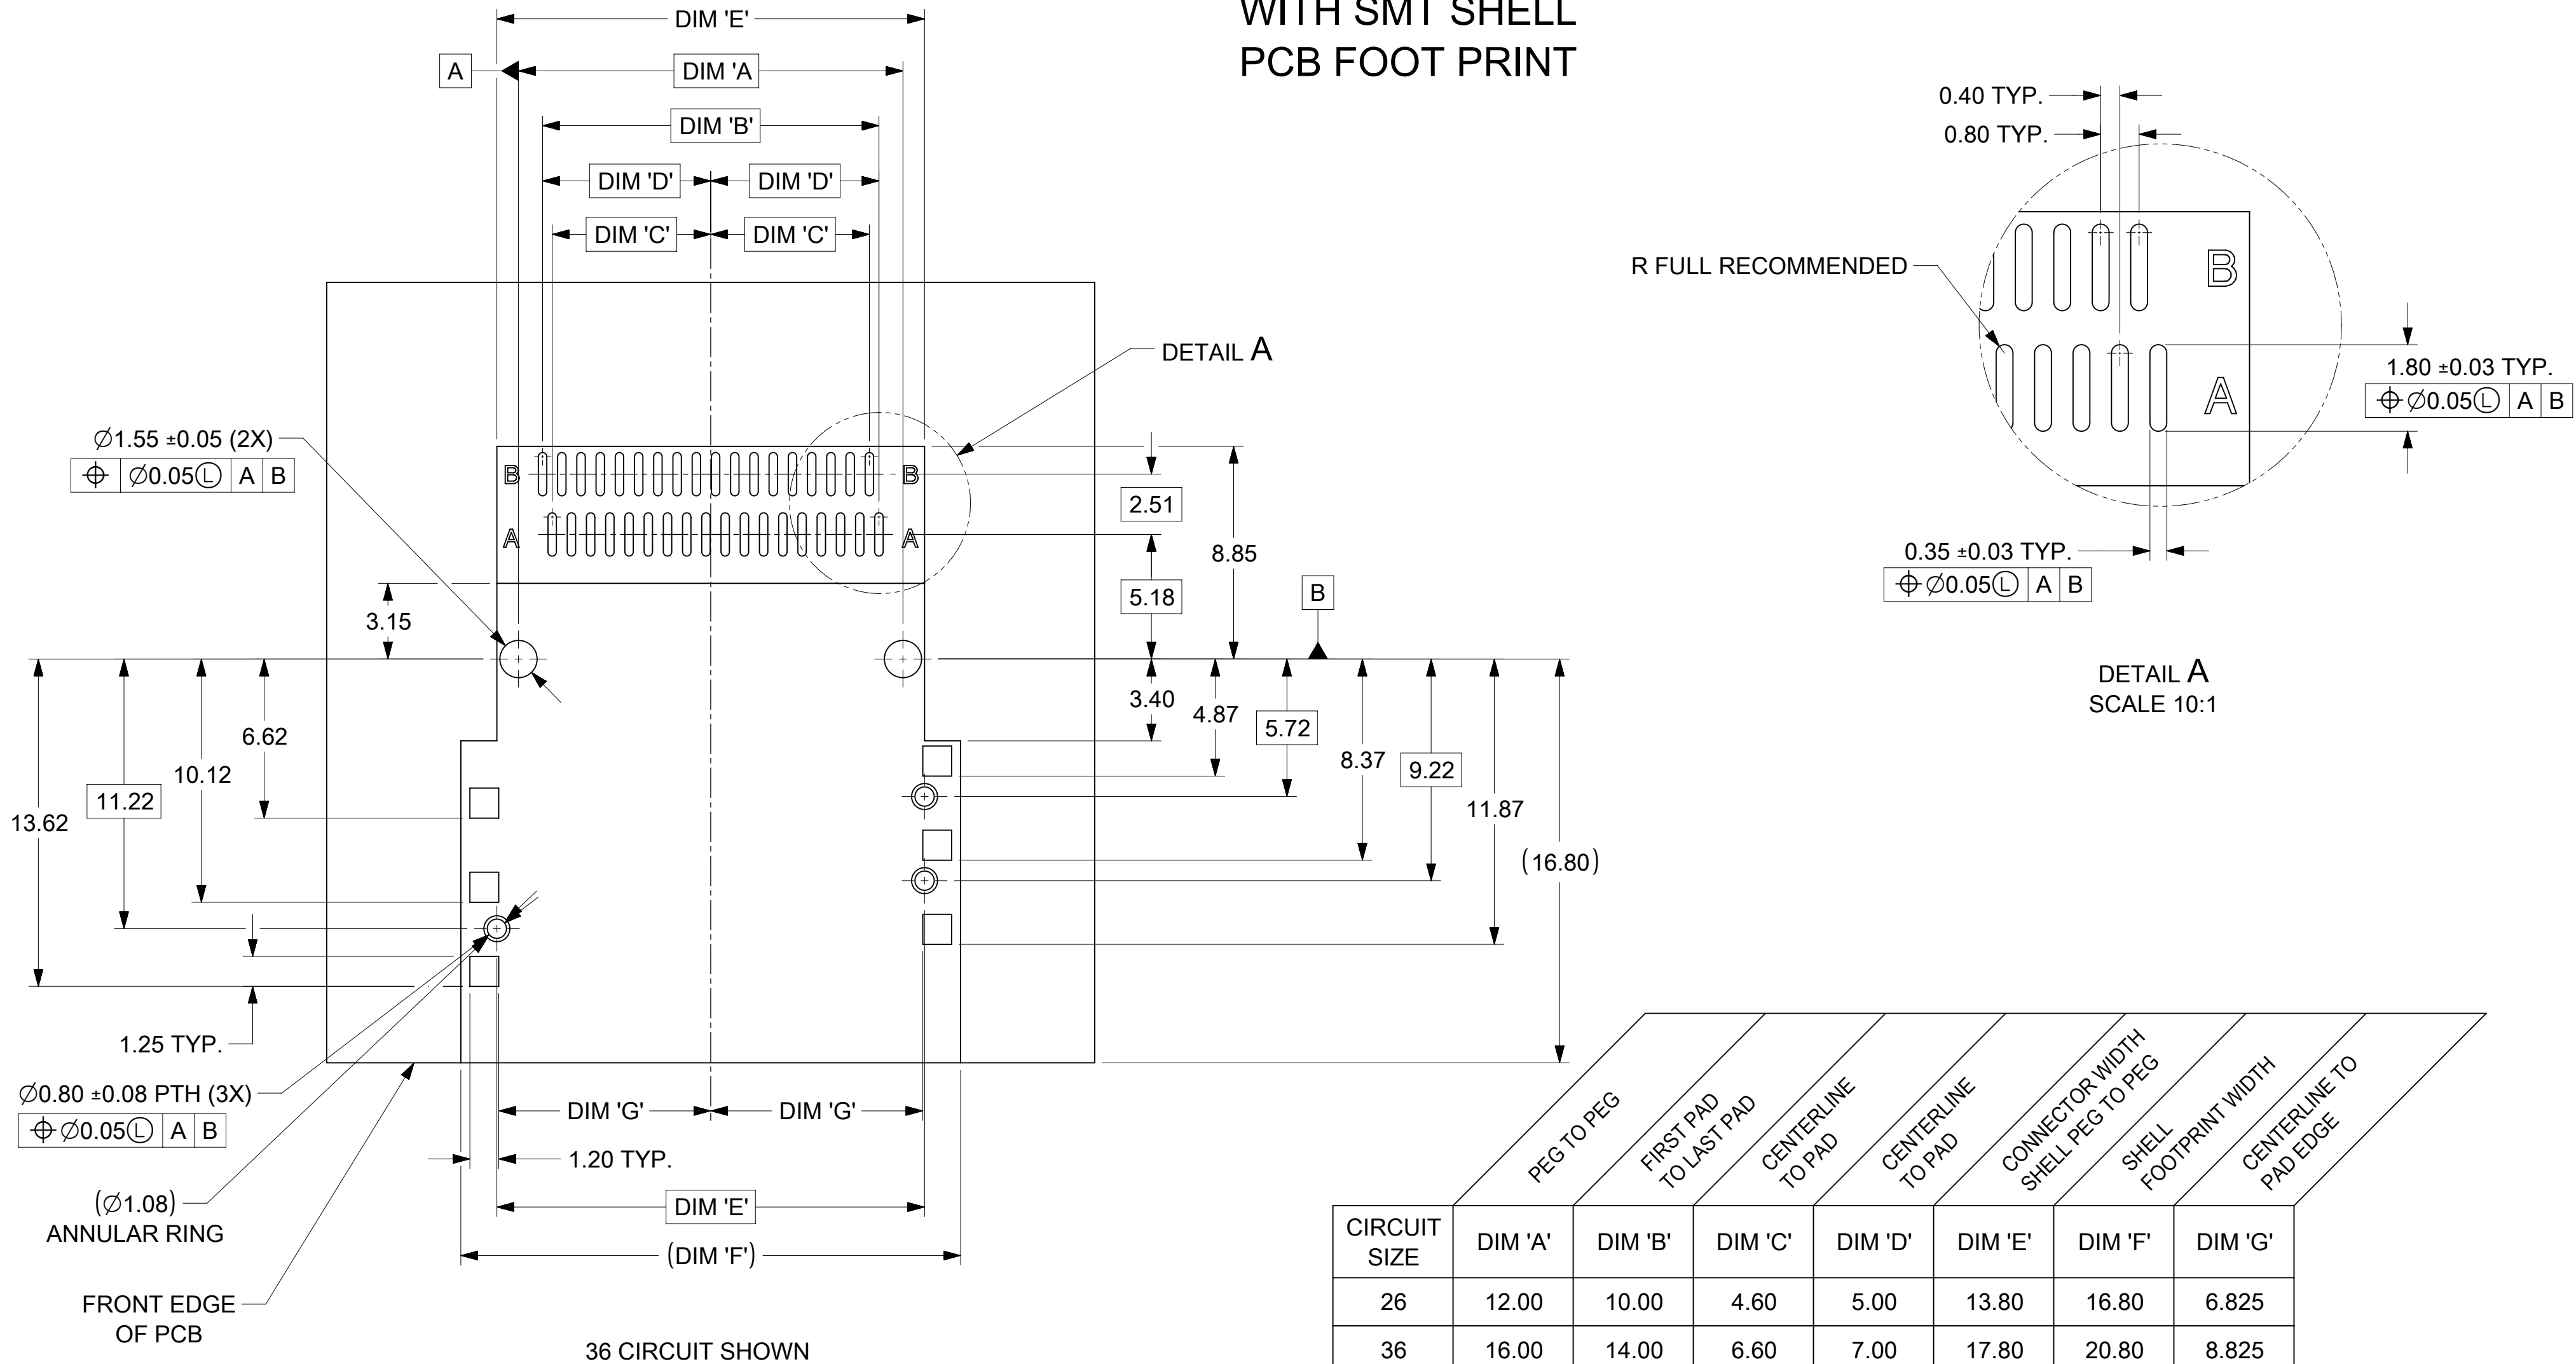 WITH SMT SHELL
PCB FOOT PRINT
DIM 'E'
A
DIM 'A
DIM 'B'
DIM 'D'
DIM 'D'
DIM 'C'
DIM 'C'
0.40 TYP.
0.80 TYP.
R FULL RECOMMENDED
B
A
1.80 ±0.03 TYP.
⌖ ∅0.05Ⓛ A B
0.35 ±0.03 TYP.
⌖ ∅0.05Ⓛ A B
DETAIL A
SCALE 10:1
DETAIL A
∅1.55 ±0.05 (2X)
⌖ ∅0.05Ⓛ A B
B
B
A
A
2.51
8.85
5.18
B
3.15
3.40
4.87
5.72
8.37
9.22
11.87
(16.80)
6.62
10.12
11.22
13.62
1.25 TYP.
∅0.80 ±0.08 PTH (3X)
⌖ ∅0.05Ⓛ A B
DIM 'G'
DIM 'G'
1.20 TYP.
(∅1.08)
ANNULAR RING
DIM 'E'
(DIM 'F')
FRONT EDGE
OF PCB
36 CIRCUIT SHOWN
PEG TO PEG
FIRST PAD
TO LAST PAD
CENTERLINE
TO PAD
CENTERLINE
TO PAD
CONNECTOR WIDTH
SHELL PEG TO PEG
SHELL
FOOTPRINT WIDTH
CENTERLINE TO
PAD EDGE
CIRCUIT
SIZE
DIM 'A' DIM 'B' DIM 'C' DIM 'D' DIM 'E' DIM 'F' DIM 'G'
26 12.00 10.00 4.60 5.00 13.80 16.80 6.825
36 16.00 14.00 6.60 7.00 17.80 20.80 8.825